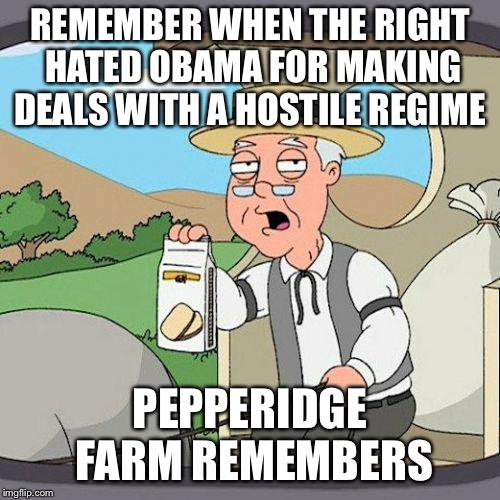 REMEMBER WHEN THE RIGHT
HATED OBAMA FOR MAKING
DEALS WITH A HOSTILE REGIME
PEPPERIDGE
FARM REMEMBERS
imgflip.com